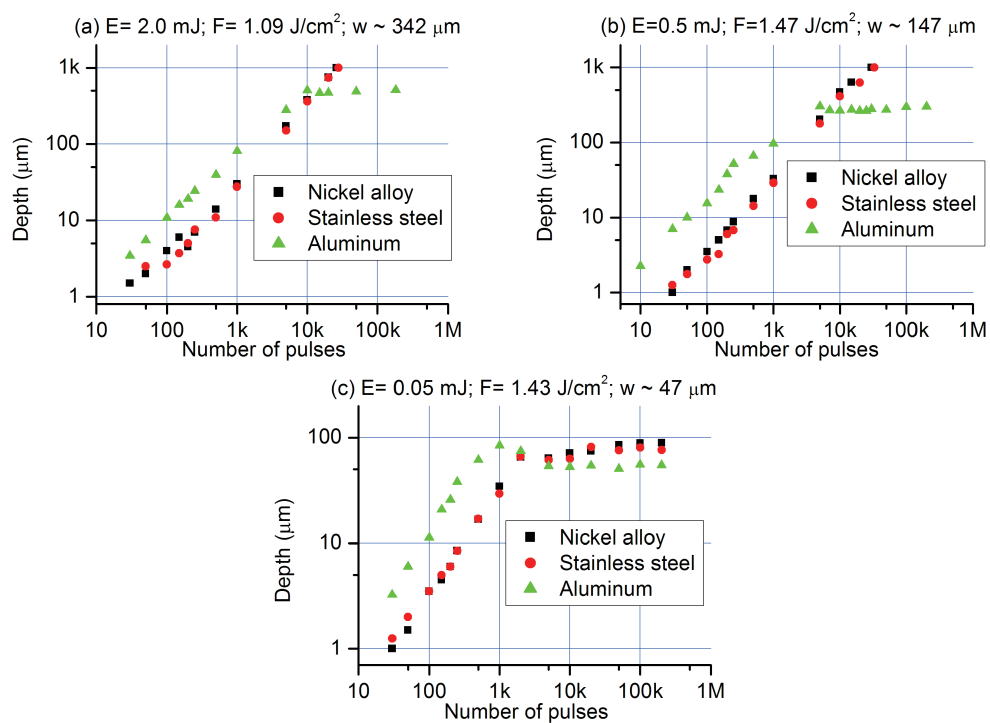 (a) E= 2.0 mJ; F= 1.09 J/cm²; w ~ 342 μm
1k
100
10
1
Depth (μm)
Nickel alloy
Stainless steel
Aluminum
10 100 1k 10k 100k 1M
Number of pulses
(b) E=0.5 mJ; F=1.47 J/cm²; w ~ 147 μm
1k
100
10
1
Depth (μm)
Nickel alloy
Stainless steel
Aluminum
10 100 1k 10k 100k 1M
Number of pulses
(c) E= 0.05 mJ; F= 1.43 J/cm²; w ~ 47 μm
100
10
1
Depth (μm)
Nickel alloy
Stainless steel
Aluminum
10 100 1k 10k 100k 1M
Number of pulses